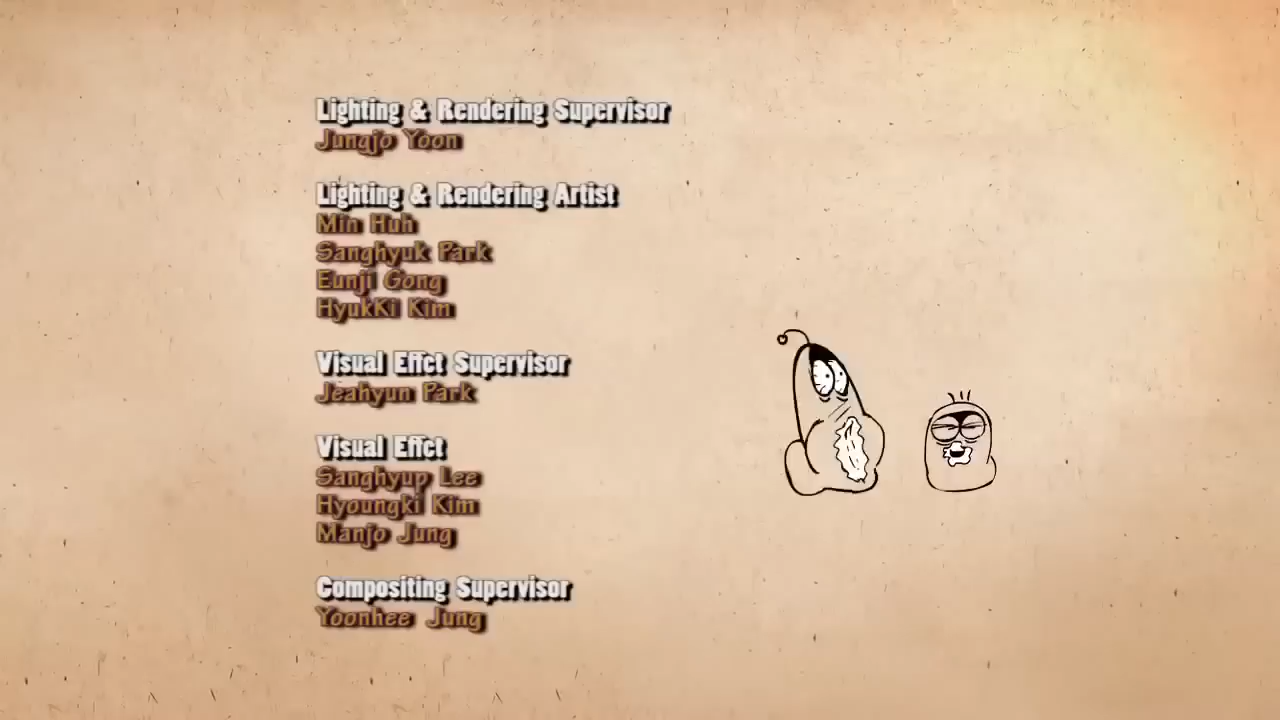 Lighting & Rendering Supervisor
Jungjo Yoon
Lighting & Rendering Artist
Min Huh
Sanghyuk Park
Eunji Gong
HyukKi Kim
Visual Effct Supervisor
Jeahyun Park
Visual Effct
Sanghyup Lee
Hyoungki Kim
Manjo Jung
Compositing Supervisor
Yoonhee Jung